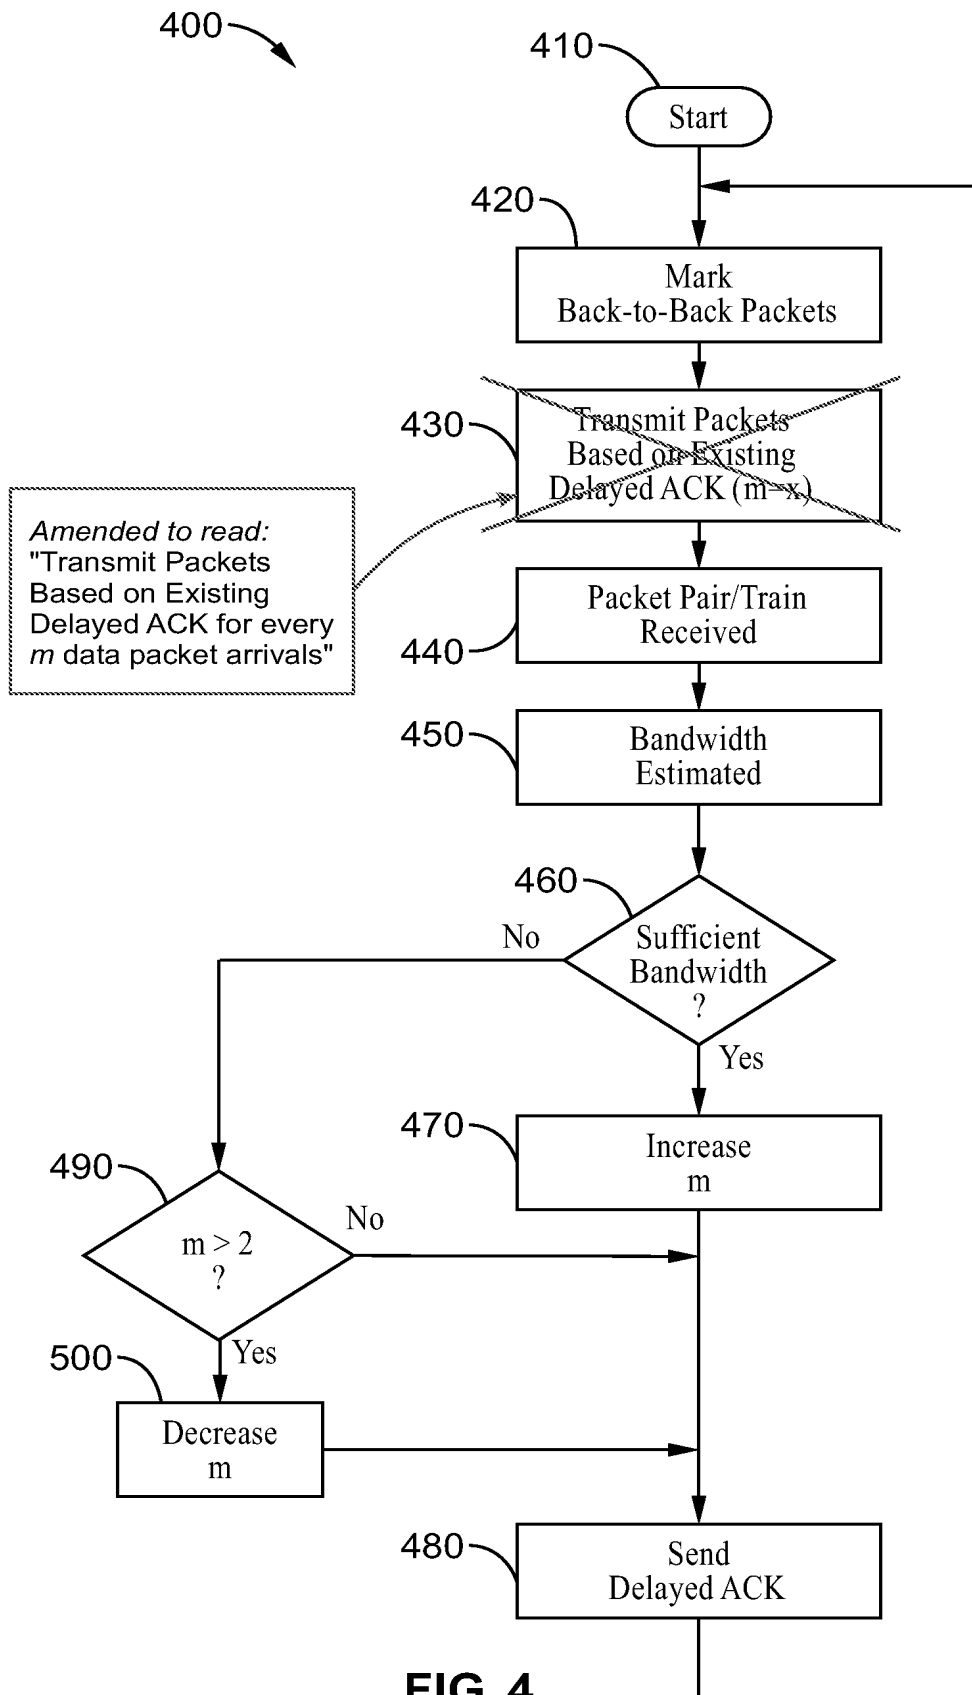 400
410
Start
420
Mark
Back-to-Back Packets
430
Transmit Packets
Based on Existing
Delayed ACK (m–x)
Amended to read:
"Transmit Packets
Based on Existing
Delayed ACK for every
m data packet arrivals"
440
Packet Pair/Train
Received
450
Bandwidth
Estimated
460
Sufficient
Bandwidth
?
No
Yes
470
Increase
m
490
m > 2
?
No
Yes
500
Decrease
m
480
Send
Delayed ACK
FIG. 4